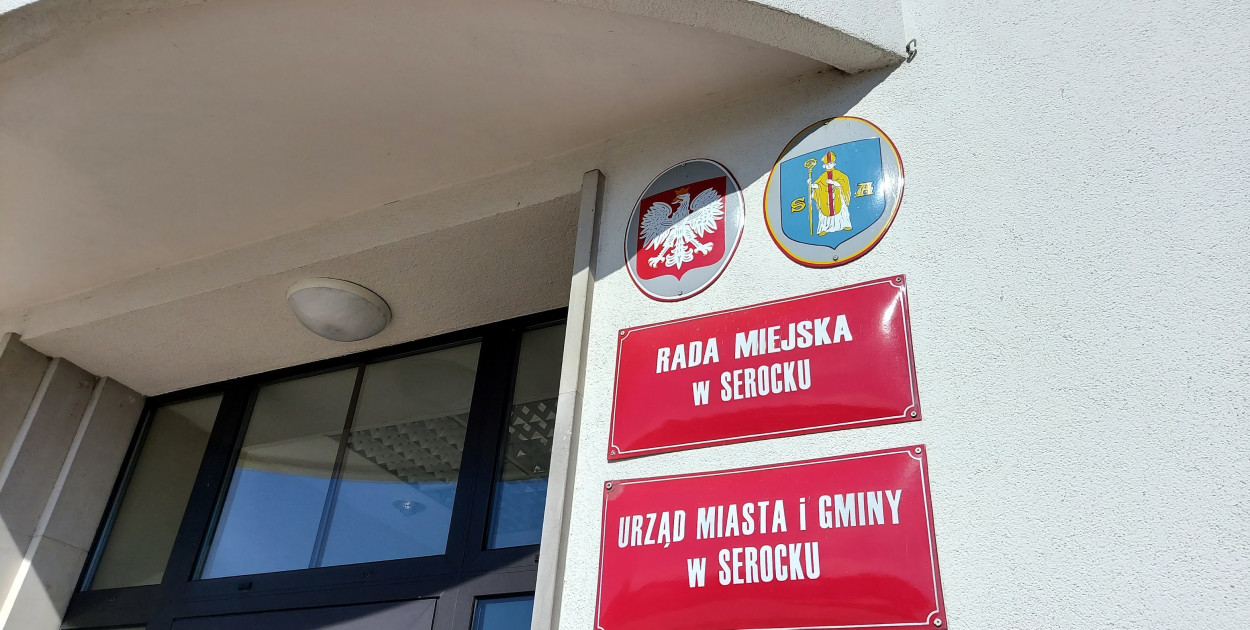 S A
RADA MIEJSKA
W SEROCKU
URZĄD MIASTA i GMINY
W SEROCKU